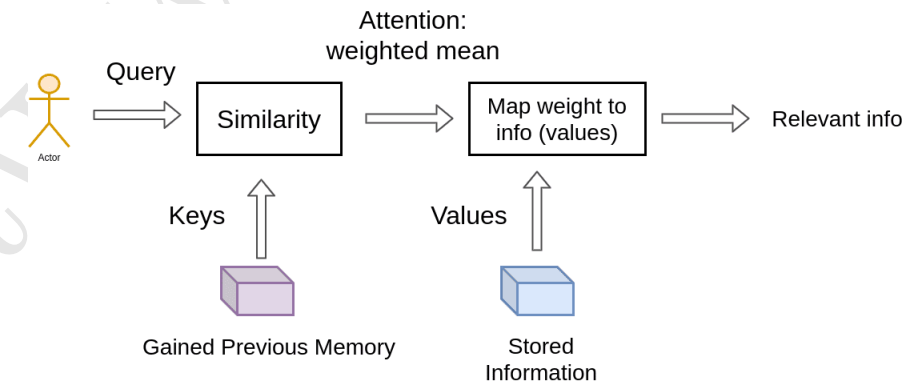 Attention:
weighted mean
Query
Similarity
Map weight to
info (values)
Relevant info
Actor
Keys
Values
Gained Previous Memory
Stored
Information